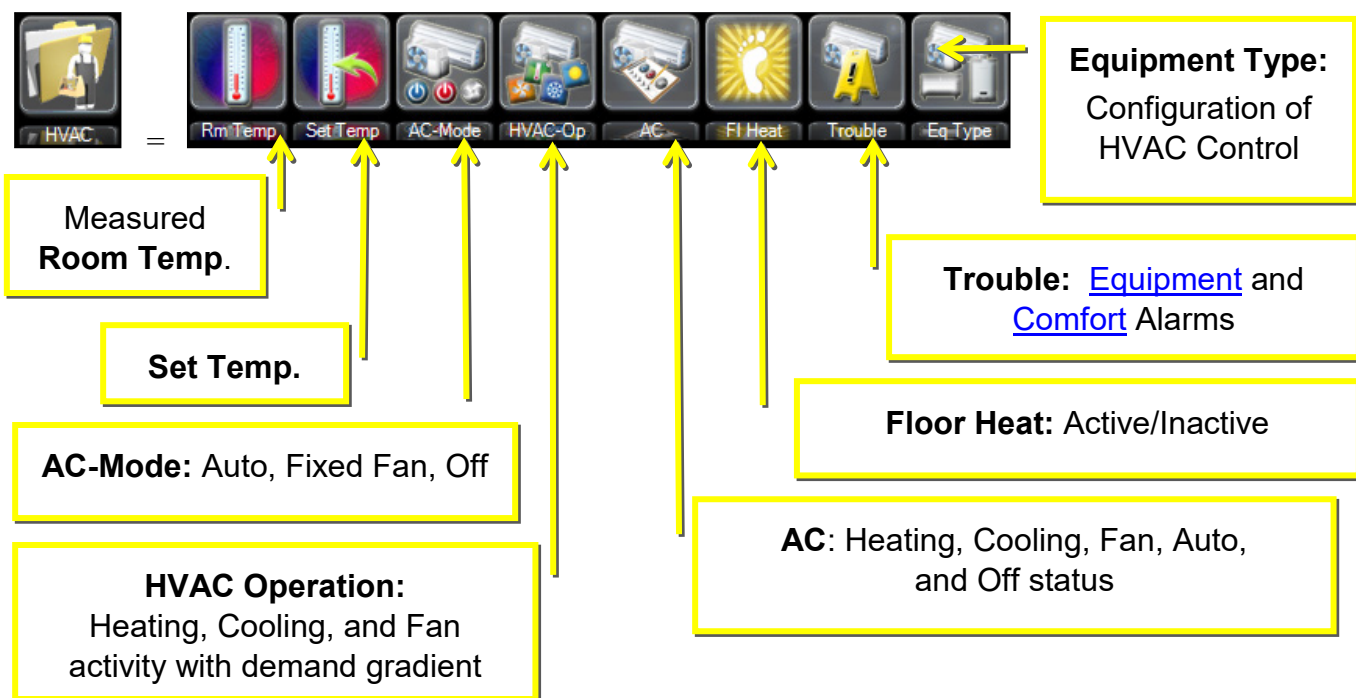 HVAC
=
Rm Temp
Set Temp
AC-Mode
HVAC-Op
AC
Fl Heat
Trouble
Eq Type
Equipment Type:
Configuration of
HVAC Control
Measured
Room Temp.
Trouble: Equipment and
Comfort Alarms
Set Temp.
Floor Heat: Active/Inactive
AC-Mode: Auto, Fixed Fan, Off
AC: Heating, Cooling, Fan, Auto,
and Off status
HVAC Operation:
Heating, Cooling, and Fan
activity with demand gradient